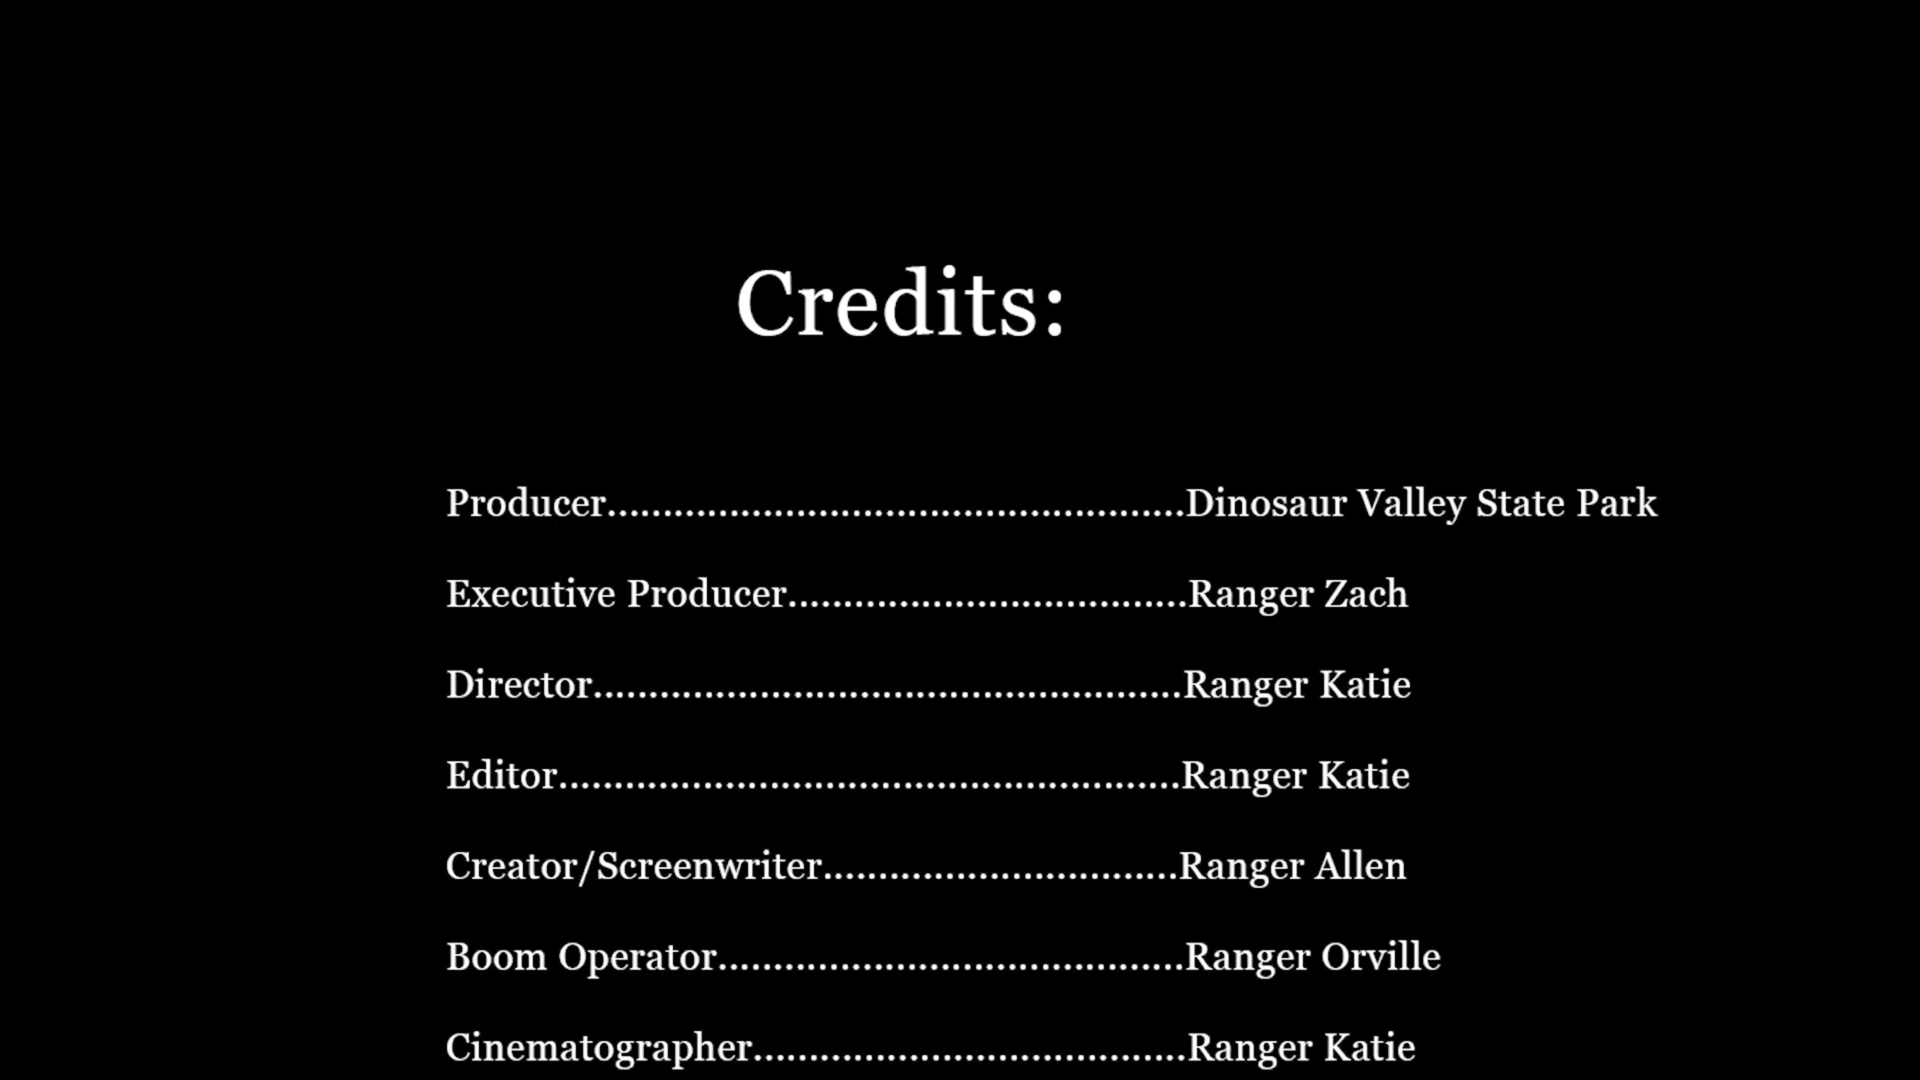 Credits:
Producer....................................................Dinosaur Valley State Park
Executive Producer....................................Ranger Zach
Director.....................................................Ranger Katie
Editor........................................................Ranger Katie
Creator/Screenwriter................................Ranger Allen
Boom Operator..........................................Ranger Orville
Cinematographer.......................................Ranger Katie